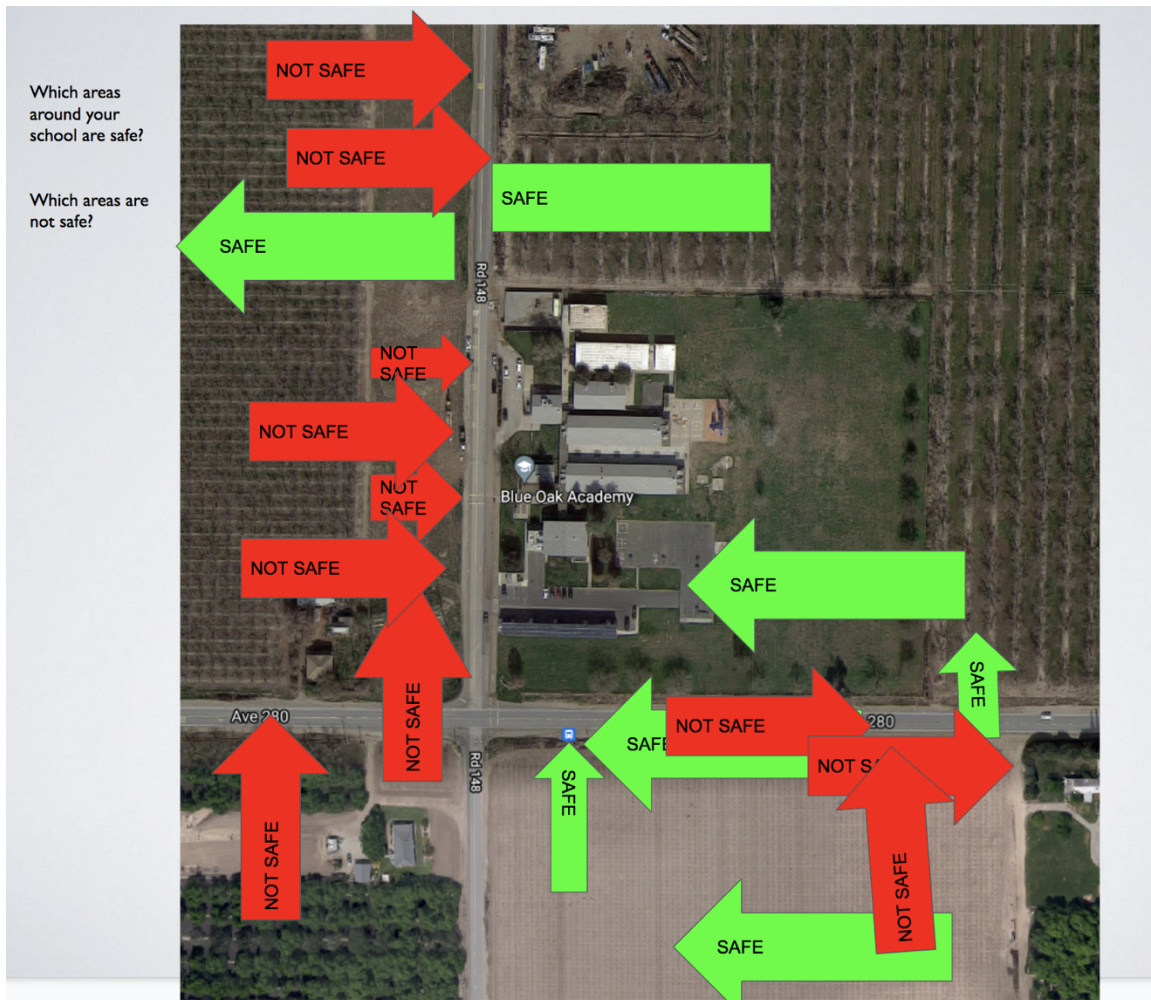 Which areas
around your
school are safe?
Which areas are
not safe?
NOT SAFE
NOT SAFE
SAFE
SAFE
Rd 148
NOT
SAFE
NOT SAFE
NOT
SAFE
Blue Oak Academy
NOT SAFE
SAFE
SAFE
NOT SAFE
Ave 280
NOT SAFE
280
SAFE
NOT SA
Rd 148
SAFE
NOT SAFE
NOT SAFE
SAFE